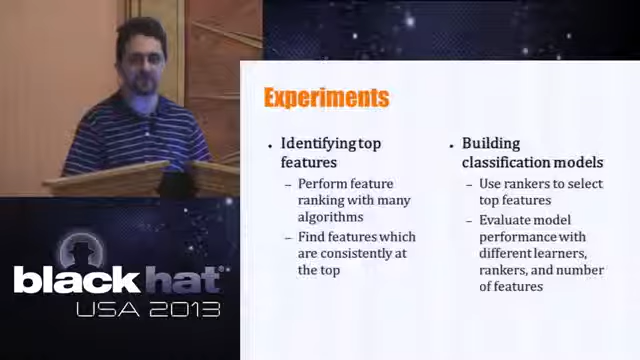 Experiments
• Identifying top
features
– Perform feature
ranking with many
algorithms
– Find features which
are consistently at
the top
• Building
classification models
– Use rankers to select
top features
– Evaluate model
performance with
different learners,
rankers, and number
of features
black hat®
USA 2013